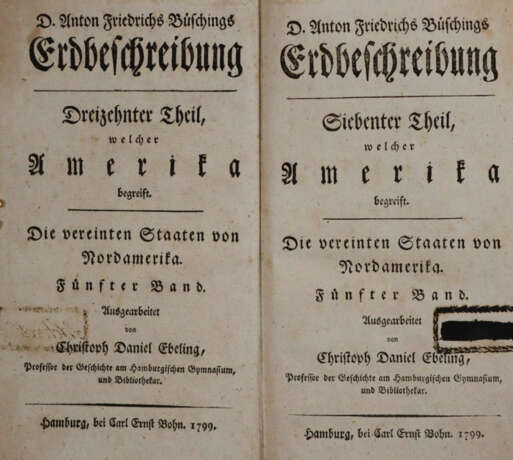 D. Anton Friedrichs Büschings
Erdbeschreibung
Dreizehnter Theil,
welcher
Amerika
begreift.
Die vereinten Staaten von
Nordamerika.
Fünfter Band.
Ausgearbeitet
von
Christoph Daniel Ebeling,
Professor der Geschichte am Hamburgischen Gymnasium,
und Bibliothekar.
Hamburg, bei Carl Ernst Bohn. 1799.
D. Anton Friedrichs Büschings
Erdbeschreibung
Siebenter Theil,
welcher
Amerika
begreift.
Die vereinten Staaten von
Nordamerika.
Fünfter Band.
Ausgearbeitet
von
Christoph Daniel Ebeling,
Professor der Geschichte am Hamburgischen Gymnasium,
und Bibliothekar.
Hamburg, bei Carl Ernst Bohn. 1799.